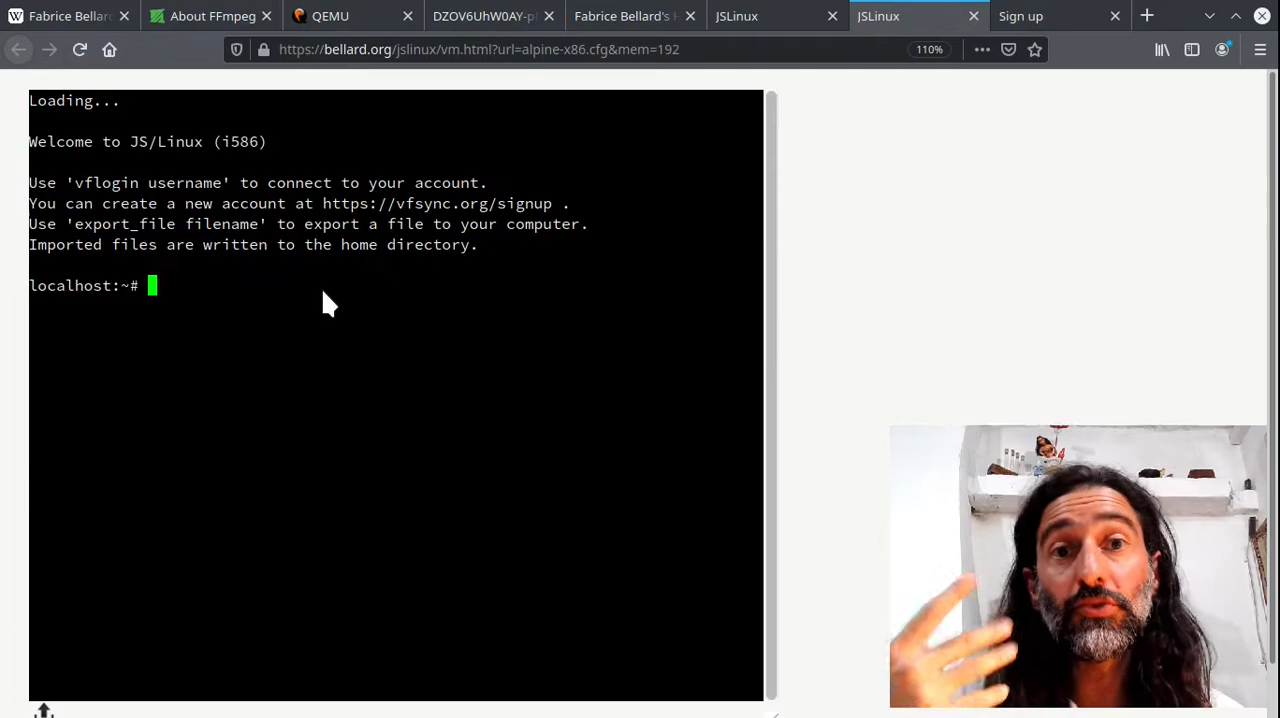 Fabrice Bellard
About FFmpeg
QEMU
DZOV6UhW0AY-p
Fabrice Bellard's H
JSLinux
JSLinux
Sign up
https://bellard.org/jslinux/vm.html?url=alpine-x86.cfg&mem=192
110%
Loading...
Welcome to JS/Linux (i586)
Use 'vflogin username' to connect to your account.
You can create a new account at https://vfsync.org/signup .
Use 'export_file filename' to export a file to your computer.
Imported files are written to the home directory.
localhost:~#